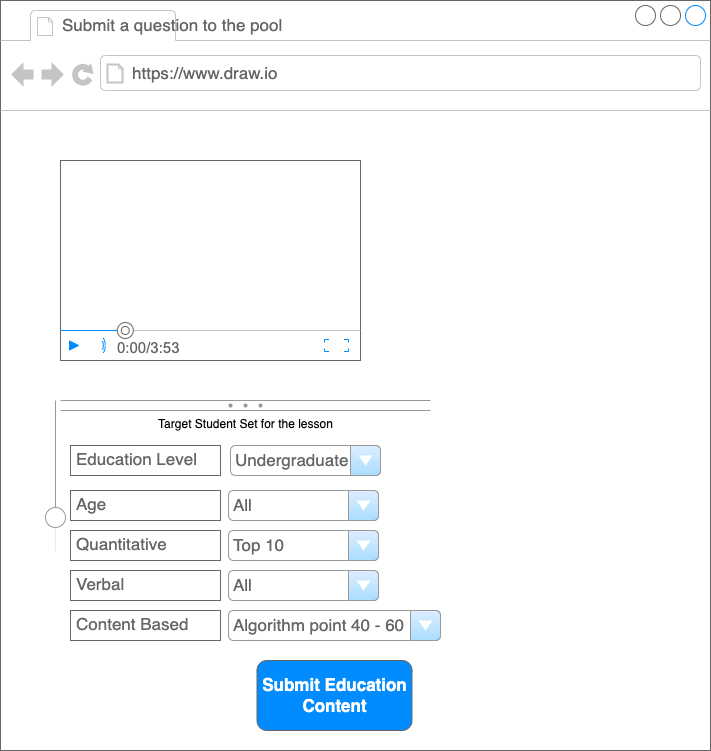 Submit a question to the pool
https://www.draw.io
0:00/3:53
Target Student Set for the lesson
Education Level Undergraduate
Age All
Quantitative Top 10
Verbal All
Content Based Algorithm point 40 - 60
Submit Education
Content